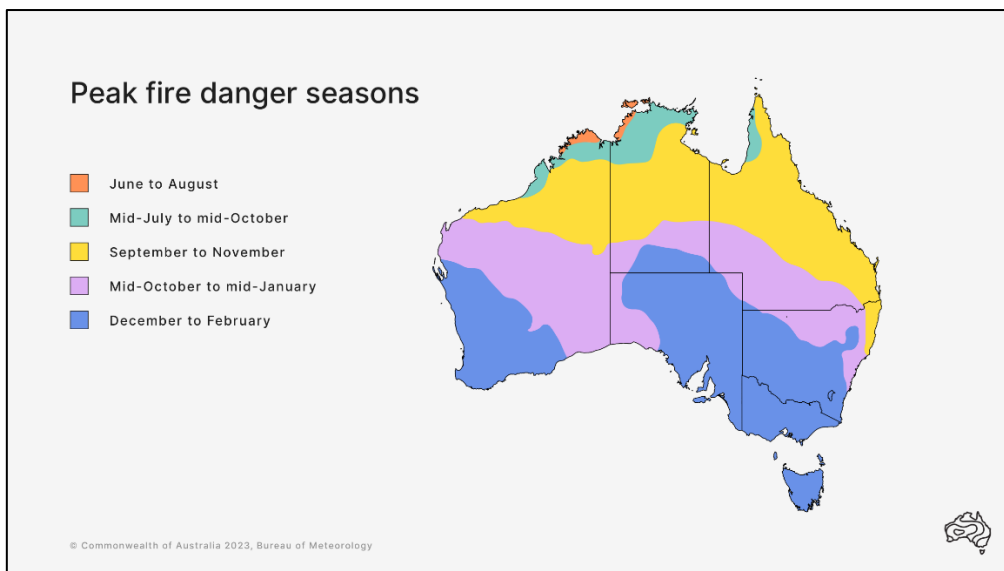 Peak fire danger seasons
June to August
Mid-July to mid-October
September to November
Mid-October to mid-January
December to February
© Commonwealth of Australia 2023, Bureau of Meteorology